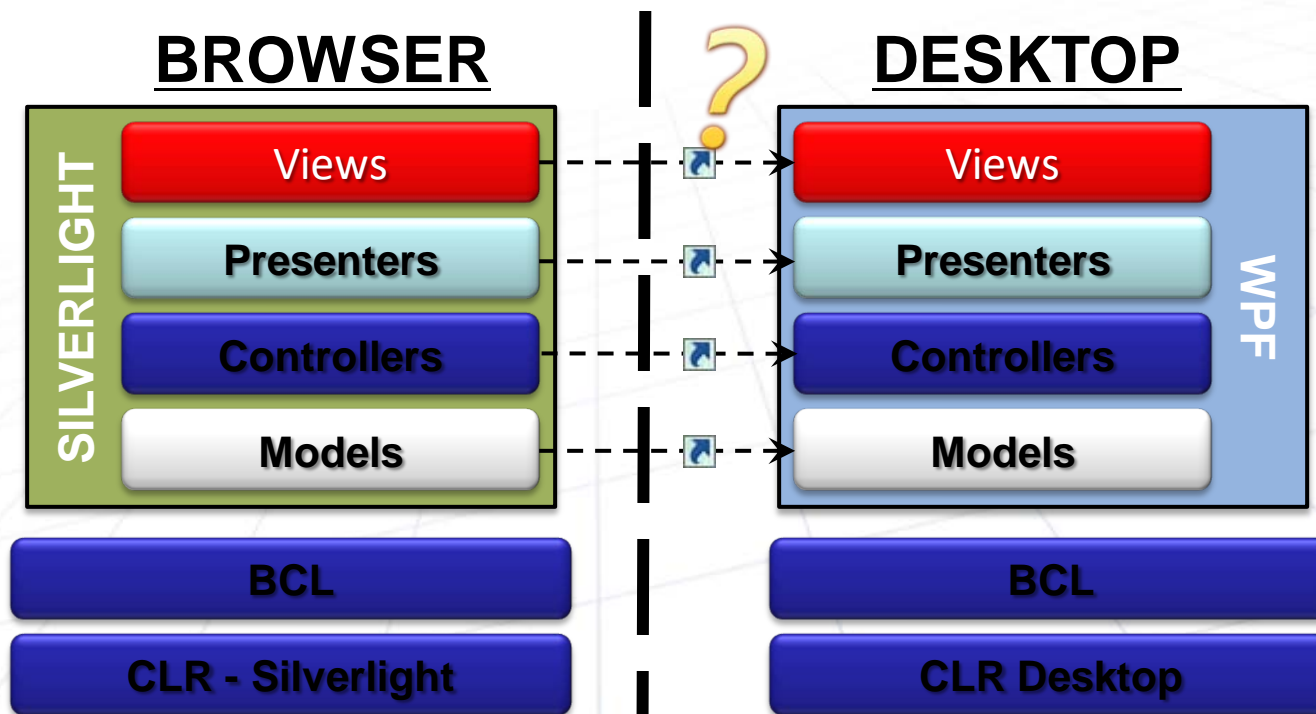 BROWSER
?
DESKTOP
SILVERLIGHT
Views
Presenters
Controllers
Models
Views
Presenters
Controllers
Models
WPF
BCL
CLR - Silverlight
BCL
CLR Desktop